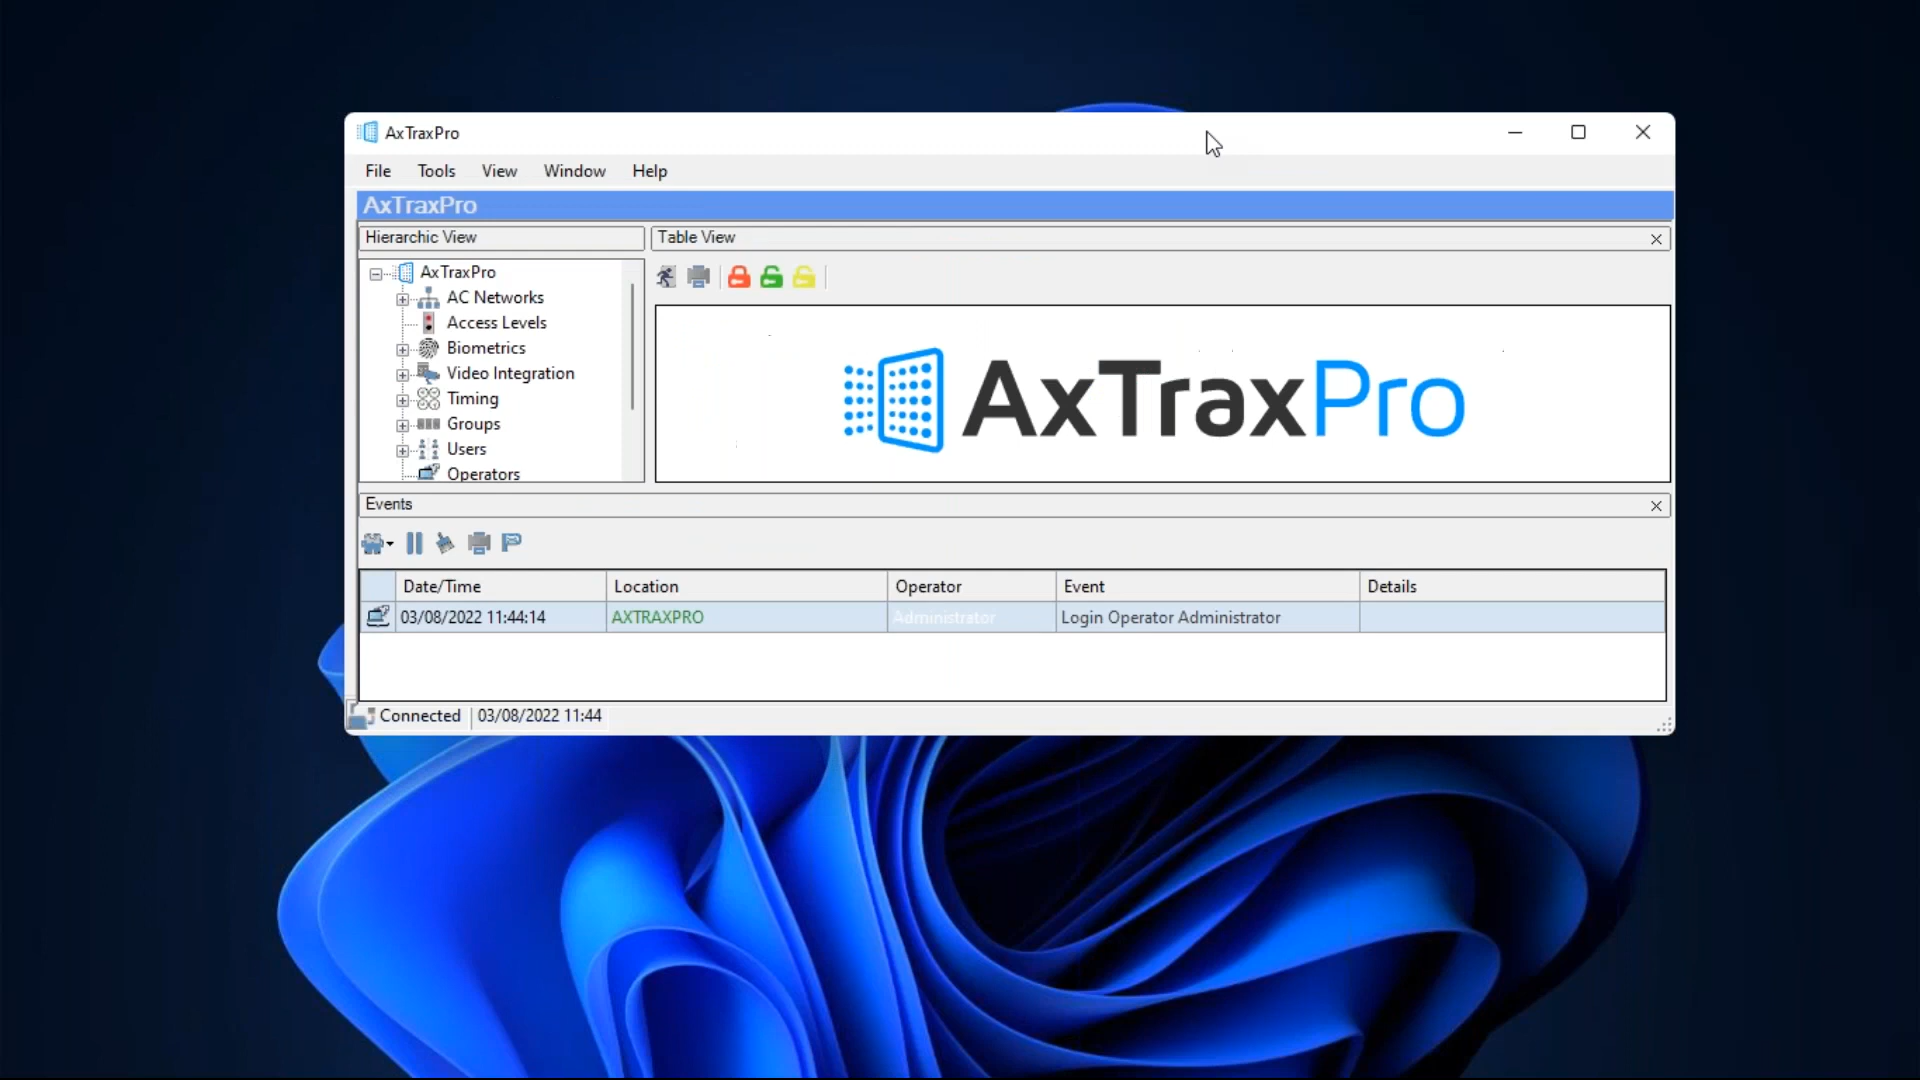 AxTraxPro
File Tools View Window Help
AxTraxPro
Hierarchic View
Table View
AxTraxPro
AC Networks
Access Levels
Biometrics
Video Integration
Timing
Groups
Users
Operators
AxTraxPro
Events
Date/Time Location Operator Event Details
03/08/2022 11:44:14 AXTRAXPRO Administrator Login Operator Administrator
Connected 03/08/2022 11:44